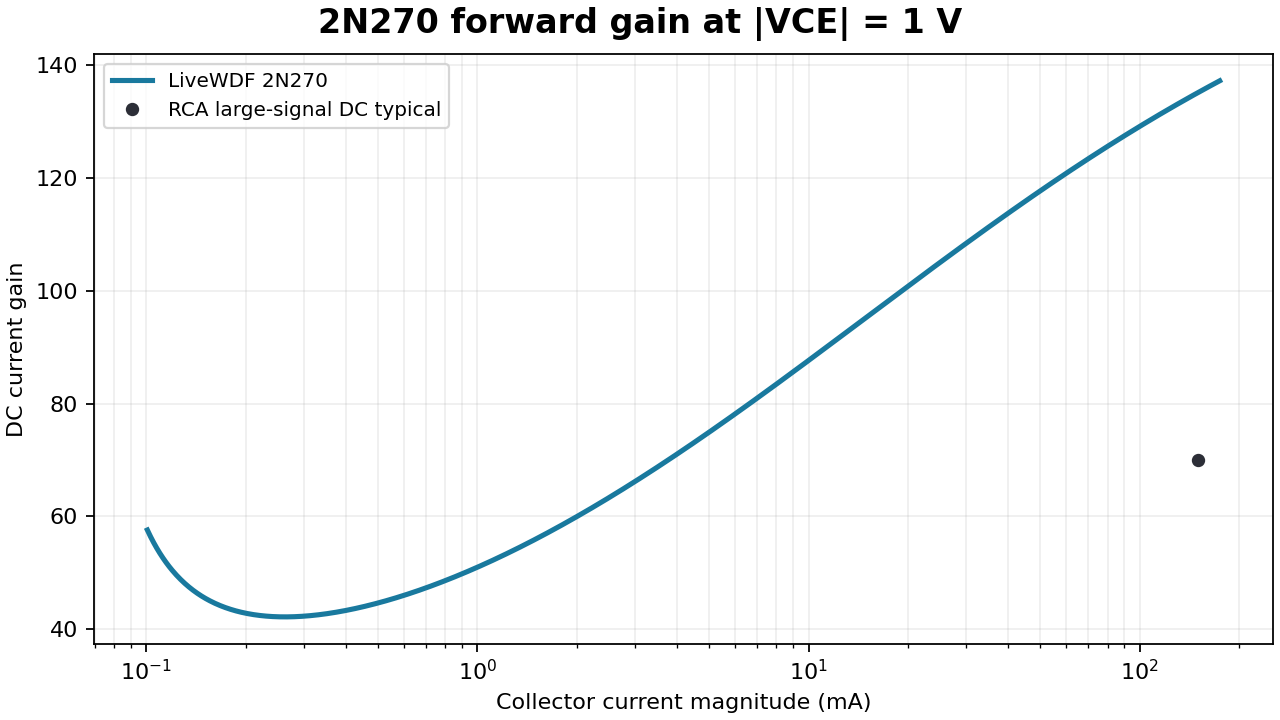 2N270 forward gain at |VCE| = 1 V
LiveWDF 2N270
RCA large-signal DC typical
DC current gain
140
120
100
80
60
40
10⁻¹
10⁰
10¹
10²
Collector current magnitude (mA)